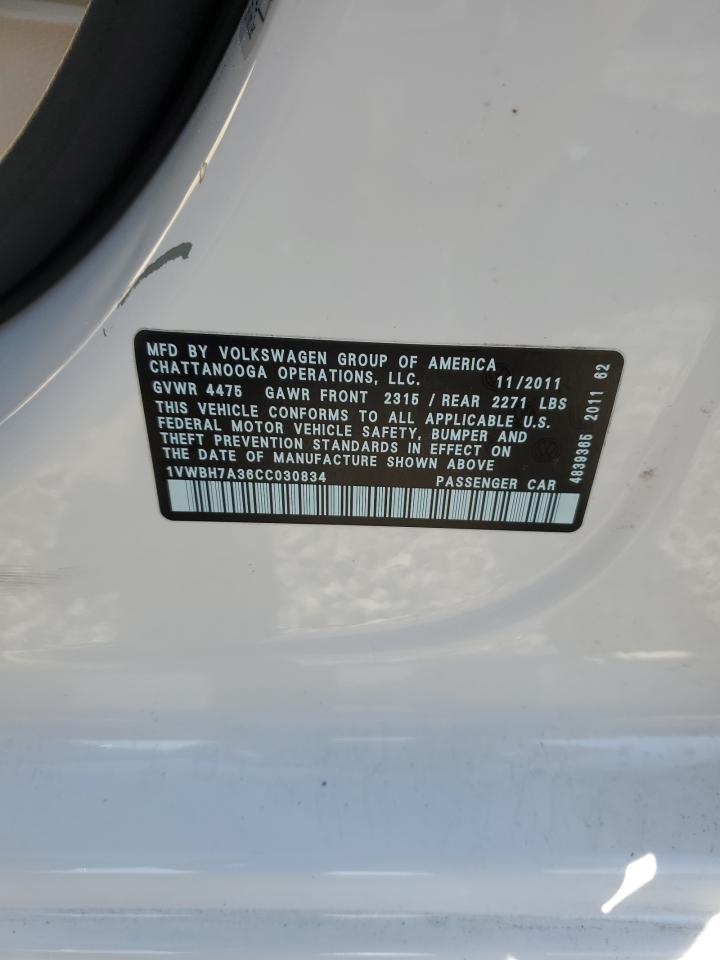 MFD BY VOLKSWAGEN GROUP OF AMERICA
CHATTANOOGA OPERATIONS, LLC. 11/2011
GVWR 4475 GAWR FRONT 2315 / REAR 2271 LBS
THIS VEHICLE CONFORMS TO ALL APPLICABLE U.S.
FEDERAL MOTOR VEHICLE SAFETY, BUMPER AND
THEFT PREVENTION STANDARDS IN EFFECT ON
THE DATE OF MANUFACTURE SHOWN ABOVE
1VWBH7A36CC030834 PASSENGER CAR
4839366 2011 62